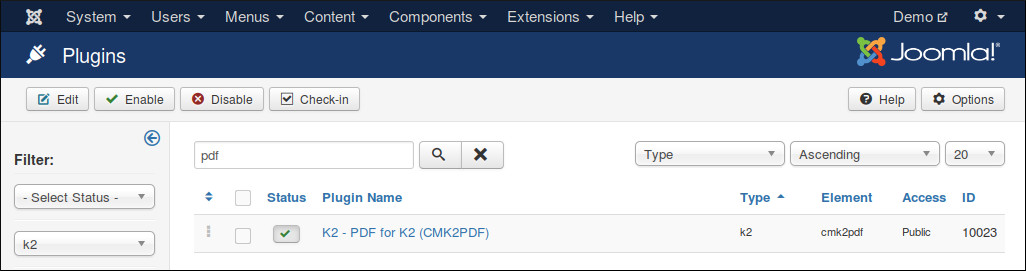 System Users Menus Content Components Extensions Help Demo
Plugins Joomla!®
Edit Enable Disable Check-in Help Options
Filter:
pdf Type Ascending 20
- Select Status - Status Plugin Name Type Element Access ID
k2 K2 - PDF for K2 (CMK2PDF) k2 cmk2pdf Public 10023